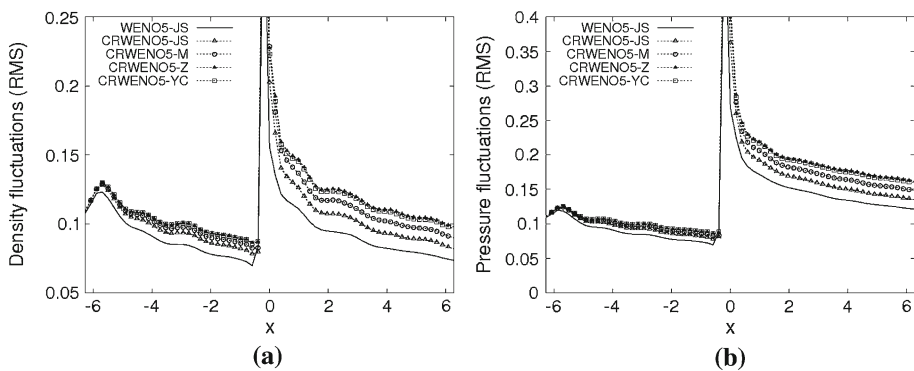 0.25
0.2
0.15
0.1
0.05
Density fluctuations (RMS)
WENO5-JS
CRWENO5-JS
CRWENO5-M
CRWENO5-Z
CRWENO5-YC
-6 -4 -2 0 2 4 6
x
(a)
0.4
0.35
0.3
0.25
0.2
0.15
0.1
0.05
0
Pressure fluctuations (RMS)
WENO5-JS
CRWENO5-JS
CRWENO5-M
CRWENO5-Z
CRWENO5-YC
-6 -4 -2 0 2 4 6
x
(b)